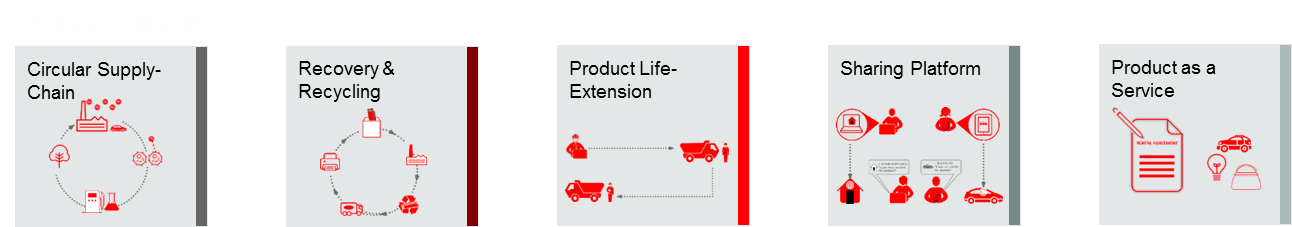 Circular Supply-
Chain
Recovery &
Recycling
Product Life-
Extension
Sharing Platform
Product as a
Service
RENTAL AGREEMENT